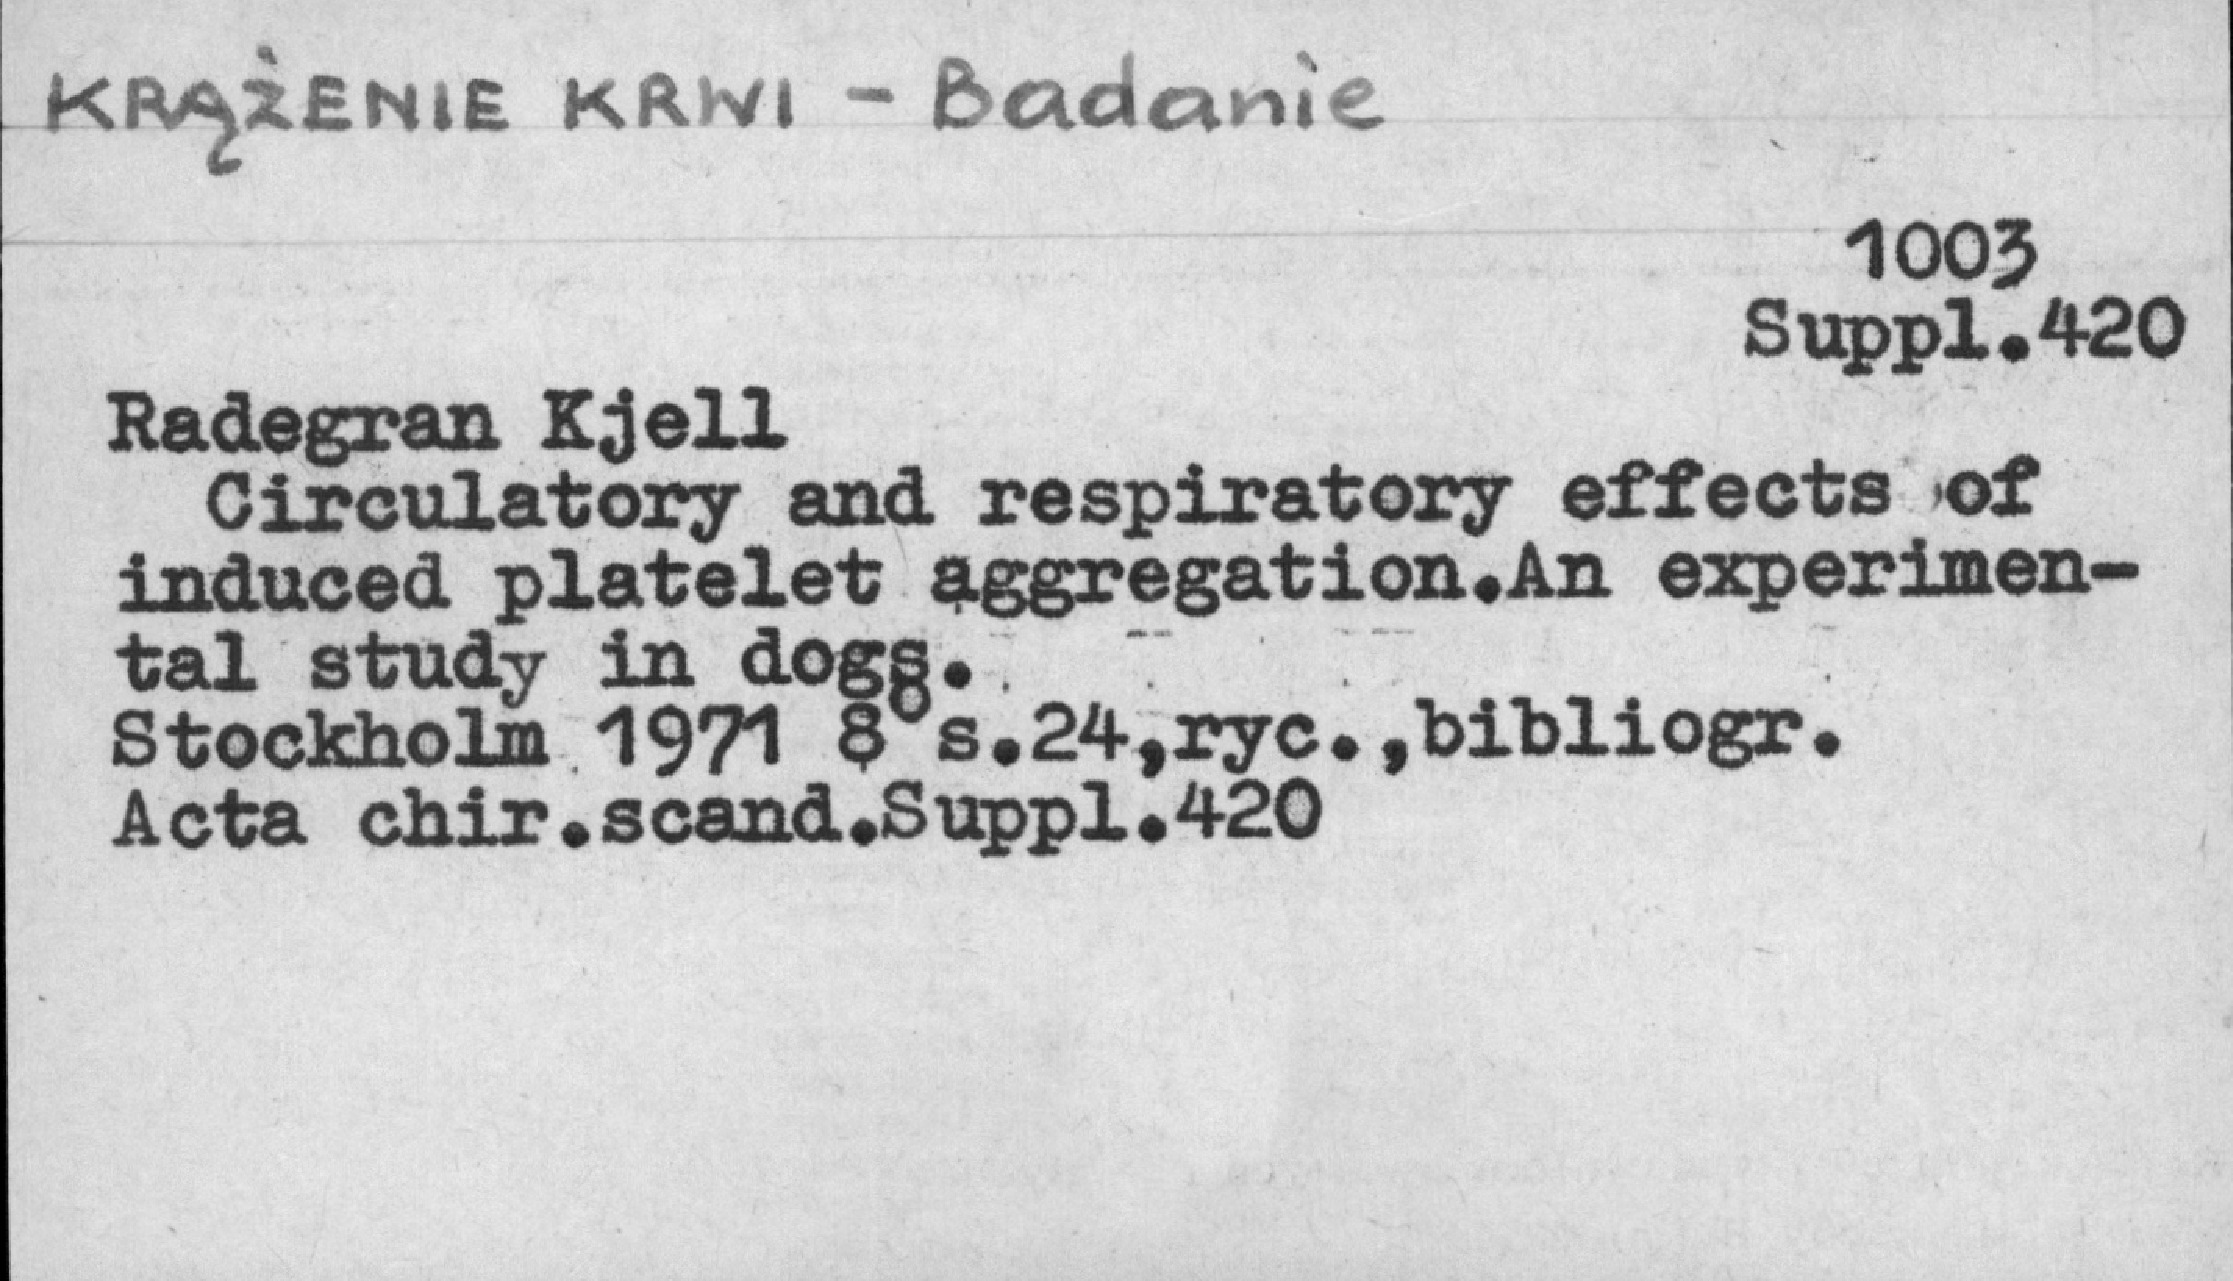 KRĄŻENIE KRWI - Badanie
1003
Suppl.420
Radegran Kjell
Circulatory and respiratory effects of
induced platelet aggregation.An experimen-
tal study in dogs.
Stockholm 1971 8° s.24,ryc.,bibliogr.
Acta chir.scand.Suppl.420